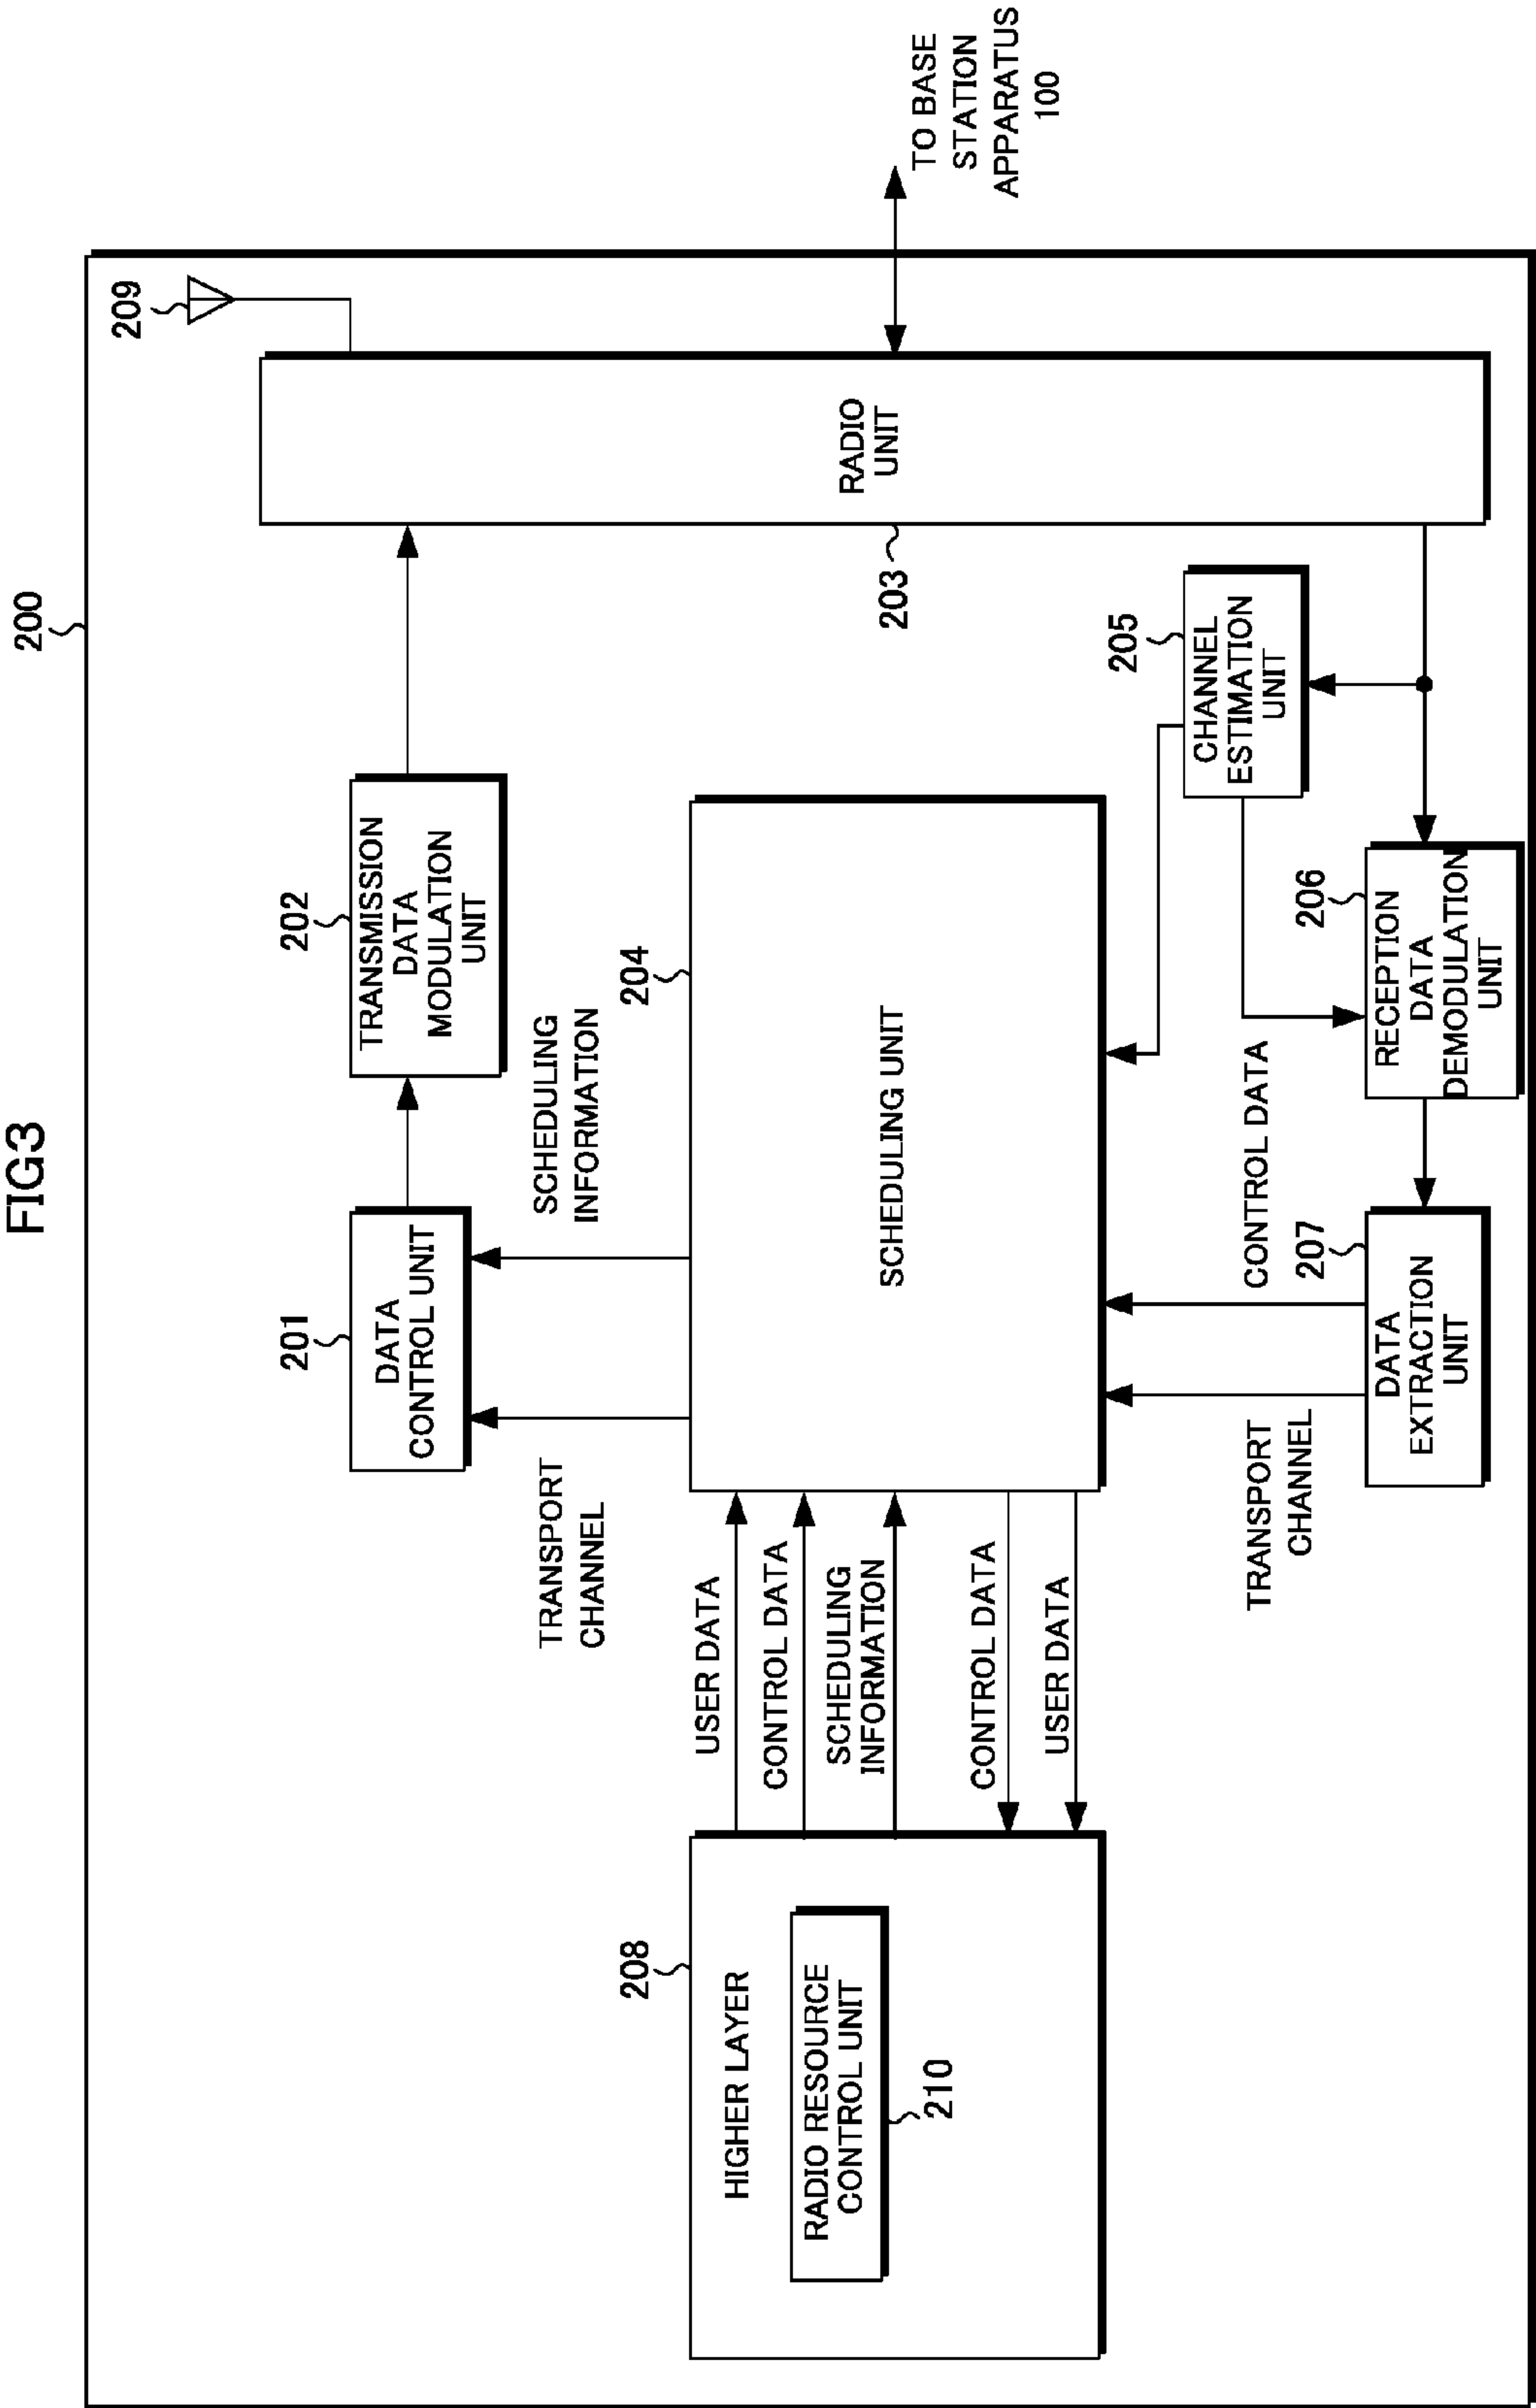 FIG3
200
209
201
DATA
CONTROL UNIT
202
TRANSMISSION
DATA
MODULATION
UNIT
RADIO
UNIT
203
TO BASE
STATION
APPARATUS
100
TRANSPORT
CHANNEL
SCHEDULING
INFORMATION
208
HIGHER LAYER
RADIO RESOURCE
CONTROL UNIT
210
USER DATA
CONTROL DATA
SCHEDULING
INFORMATION
CONTROL DATA
USER DATA
204
SCHEDULING UNIT
205
CHANNEL
ESTIMATION
UNIT
TRANSPORT
CHANNEL
CONTROL DATA
207
DATA
EXTRACTION
UNIT
206
RECEPTION
DATA
DEMODULATION
UNIT